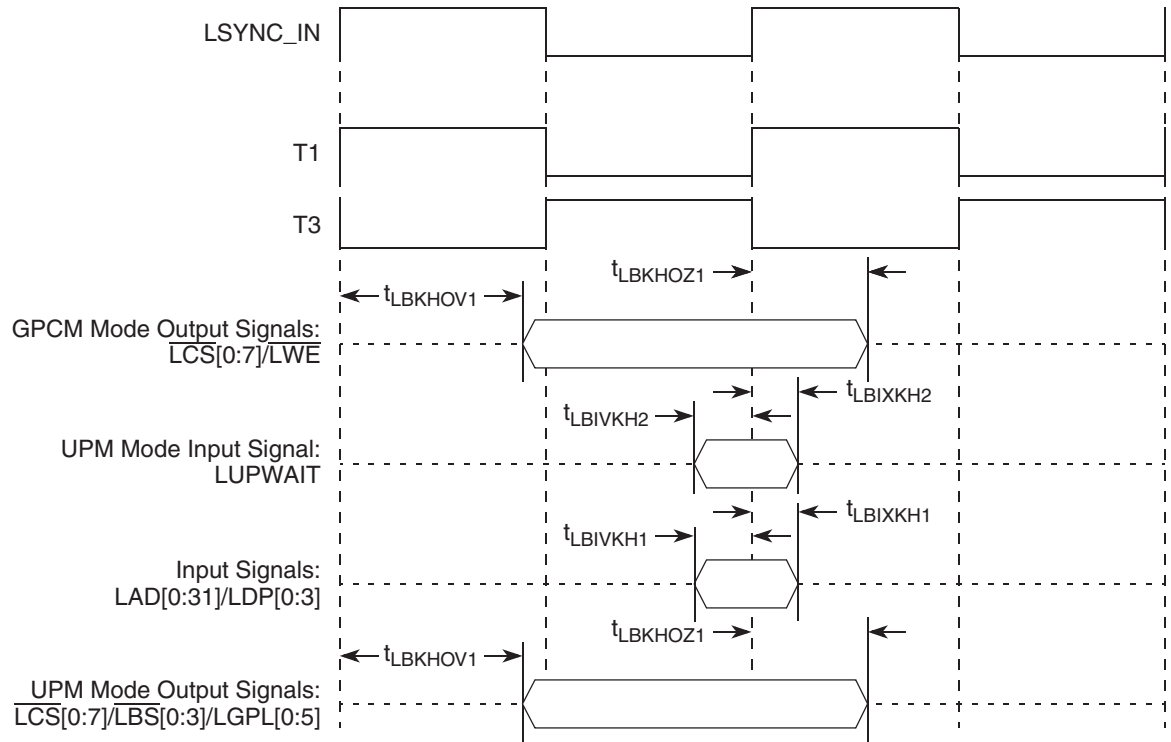 LSYNC_IN
T1
T3
tLBKHOZ1
tLBKHOV1
GPCM Mode Output Signals:
LCS[0:7]/LWE
tLBIXKH2
tLBIVKH2
UPM Mode Input Signal:
LUPWAIT
tLBIXKH1
tLBIVKH1
Input Signals:
LAD[0:31]/LDP[0:3]
tLBKHOZ1
tLBKHOV1
UPM Mode Output Signals:
LCS[0:7]/LBS[0:3]/LGPL[0:5]